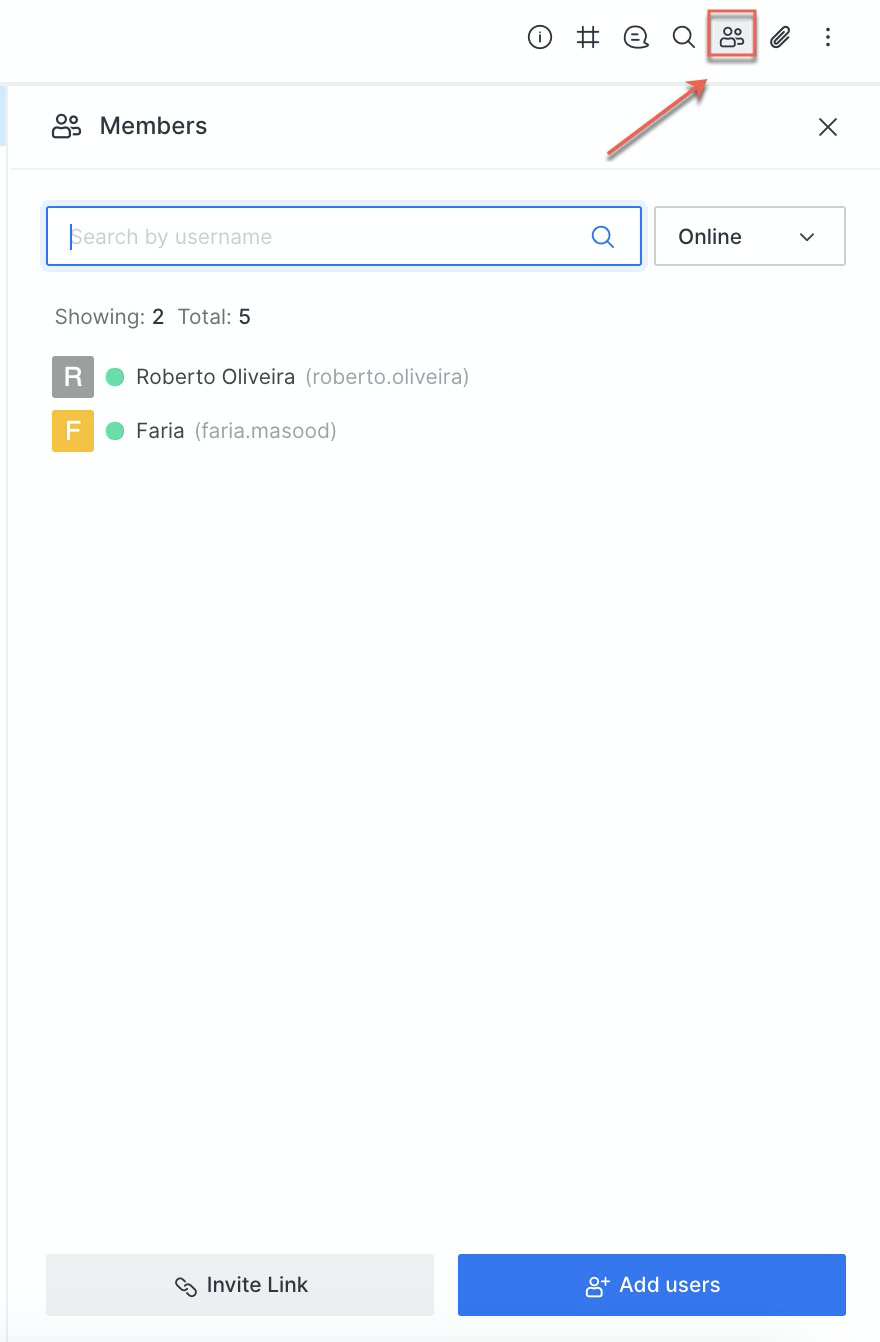 Members
Search by username
Online
Showing: 2 Total: 5
R Roberto Oliveira (roberto.oliveira)
F Faria (faria.masood)
Invite Link
Add users